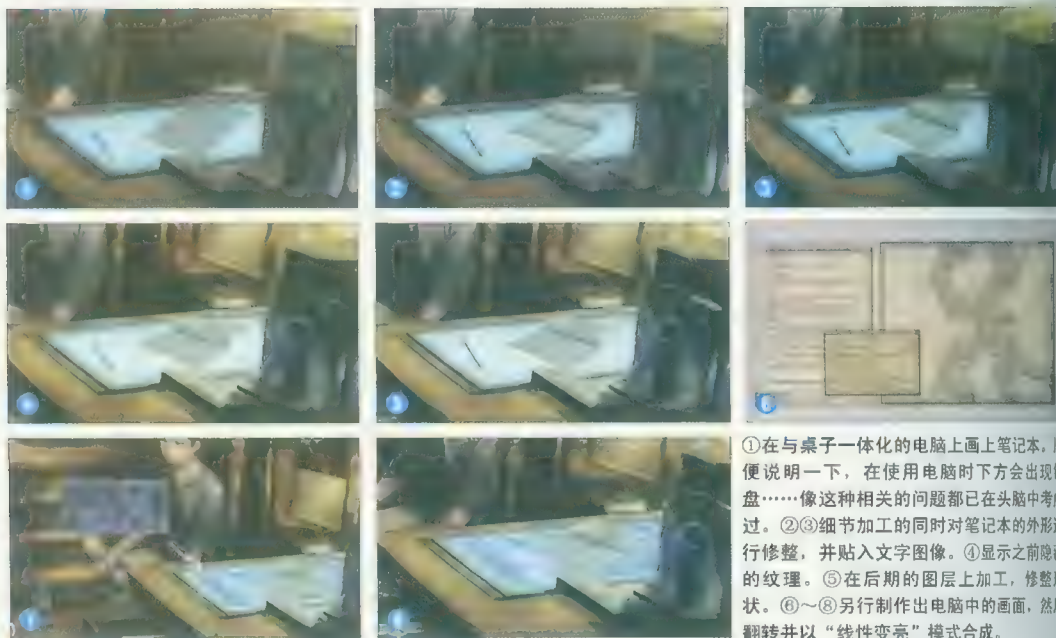 ①在与桌子一体化的电脑上画上笔记本。
便说明一下，在使用电脑时下方会出现
盘……像这种相关的问题都已在头脑中考
过。②③细节加工的同时对笔记本的外形
行修整，并贴入文字图像。④显示之前隐
的纹理。⑤在后期的图层上加工，修整
状。⑥～⑧另行制作出电脑中的画面，然
翻转并以“线性变亮”模式合成。